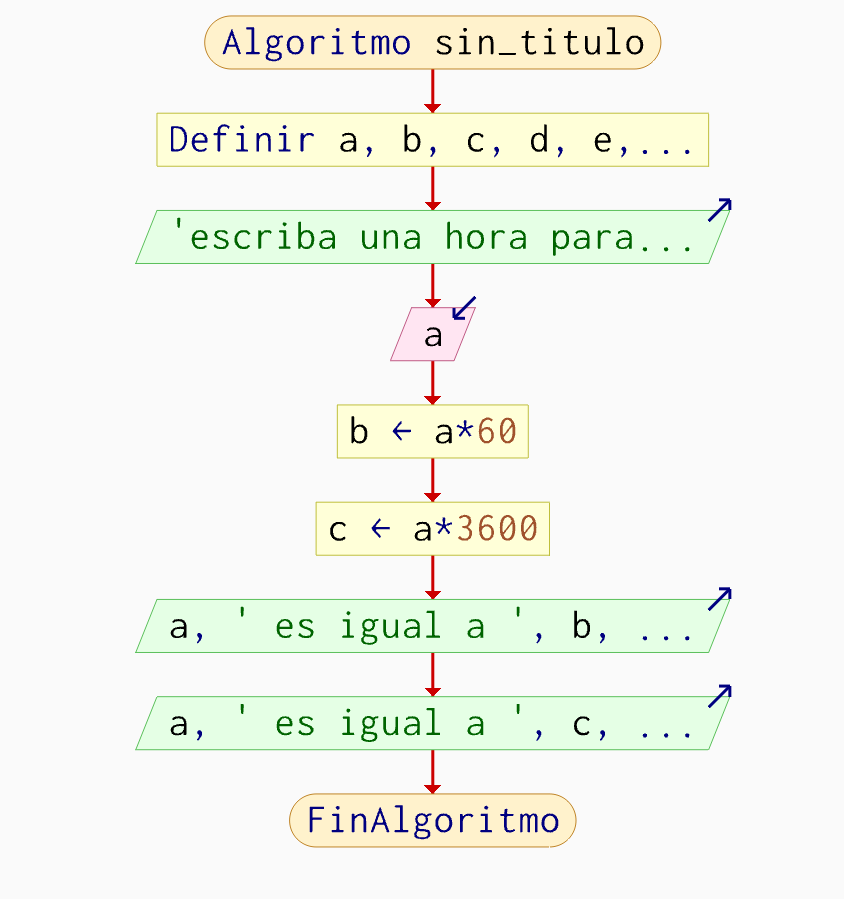 Algoritmo sin_titulo
Definir a, b, c, d, e,...
'escriba una hora para...
a
b ← a*60
c ← a*3600
a, ' es igual a ', b, ...
a, ' es igual a ', c, ...
FinAlgoritmo